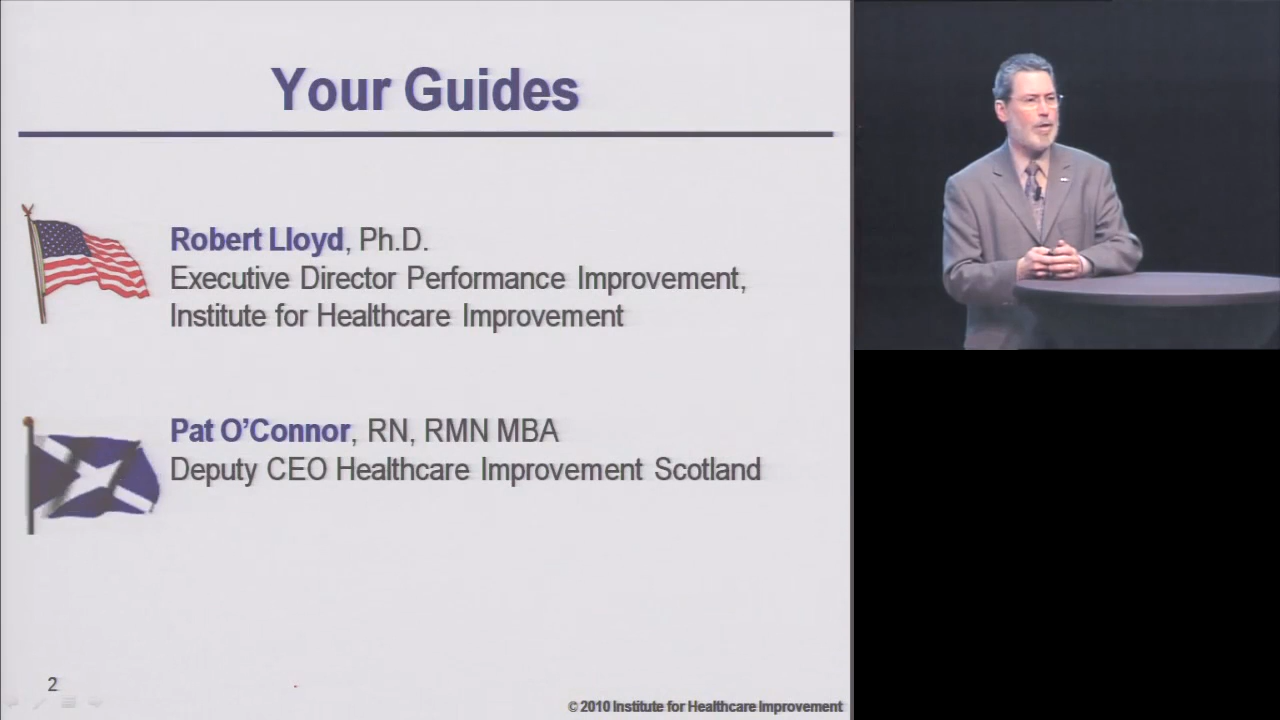 Your Guides
Robert Lloyd, Ph.D.
Executive Director Performance Improvement,
Institute for Healthcare Improvement
Pat O’Connor, RN, RMN MBA
Deputy CEO Healthcare Improvement Scotland
2
© 2010 Institute for Healthcare Improvement